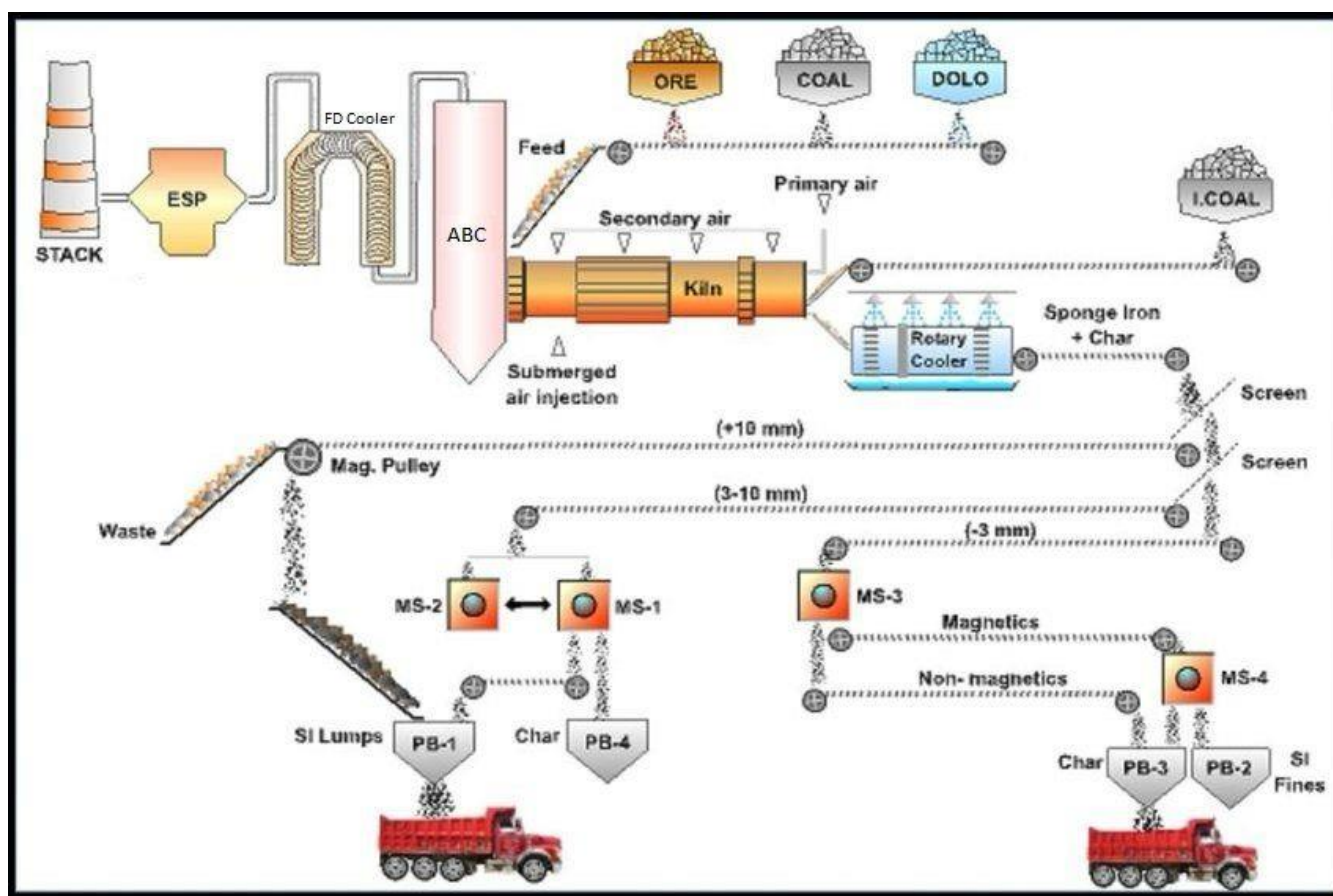 ORE
COAL
DOLO
FD Cooler
Feed
Primary air
I.COAL
ESP
ABC
Secondary air
STACK
Kiln
Sponge Iron
+ Char
Rotary
Cooler
Submerged
air injection
Screen
(+10 mm)
Mag. Pulley
Screen
(3-10 mm)
Waste
(-3 mm)
MS-2
MS-1
MS-3
Magnetics
Non- magnetics
MS-4
SI Lumps
PB-1
Char
PB-4
Char
PB-3
PB-2
SI
Fines